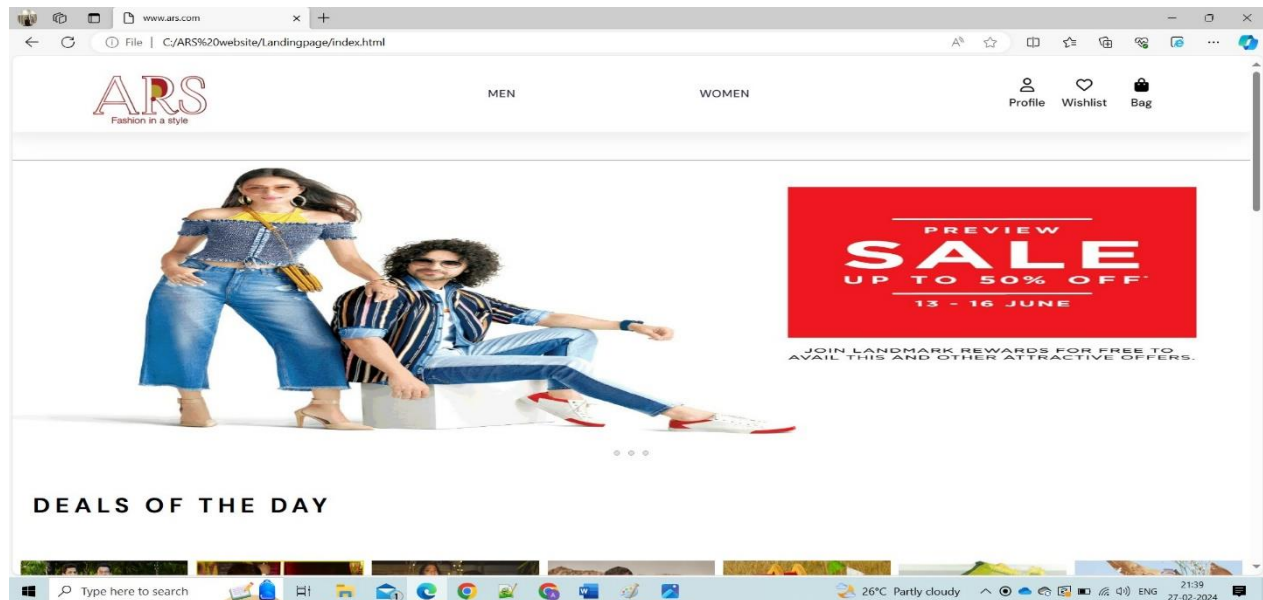 www.ars.com
File | C:/ARS%20website/Landingpage/index.html
ARS
Fashion in a style
MEN
WOMEN
Profile Wishlist Bag
PREVIEW
SALE
UP TO 50% OFF*
13 - 16 JUNE
JOIN LANDMARK REWARDS FOR FREE TO
AVAIL THIS AND OTHER ATTRACTIVE OFFERS.
DEALS OF THE DAY
Type here to search
26°C Partly cloudy
ENG
21:39
27-02-2024